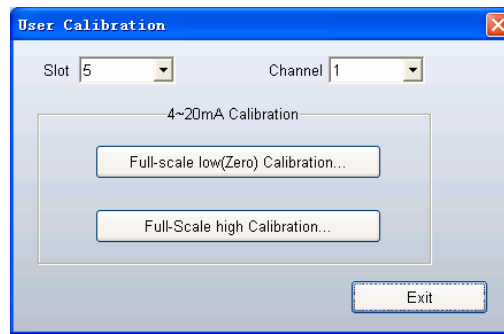 User Calibration
Slot 5 Channel 1
4~20mA Calibration
Full-scale low(Zero) Calibration...
Full-Scale high Calibration...
Exit